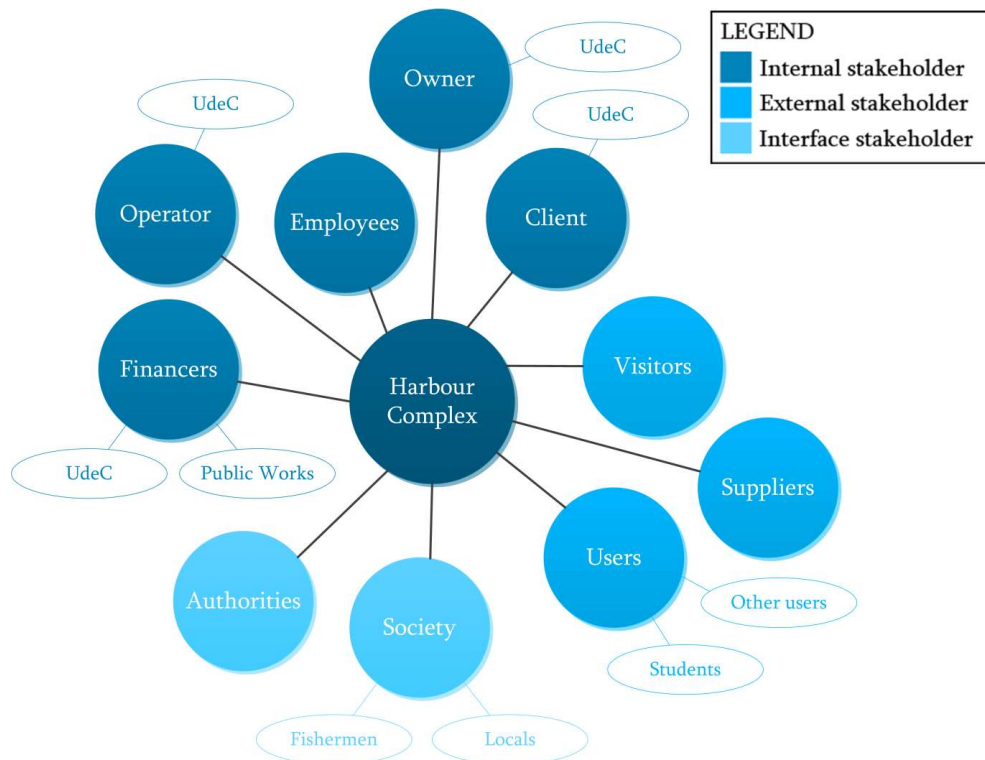 UdeC
LEGEND
Owner
Internal stakeholder
External stakeholder
UdeC
UdeC
Interface stakeholder
Operator
Employees
Client
Financers
Visitors
Harbour
Complex
UdeC
Public Works
Suppliers
Users
Authorities
Other users
Society
Students
Fishermen
Locals